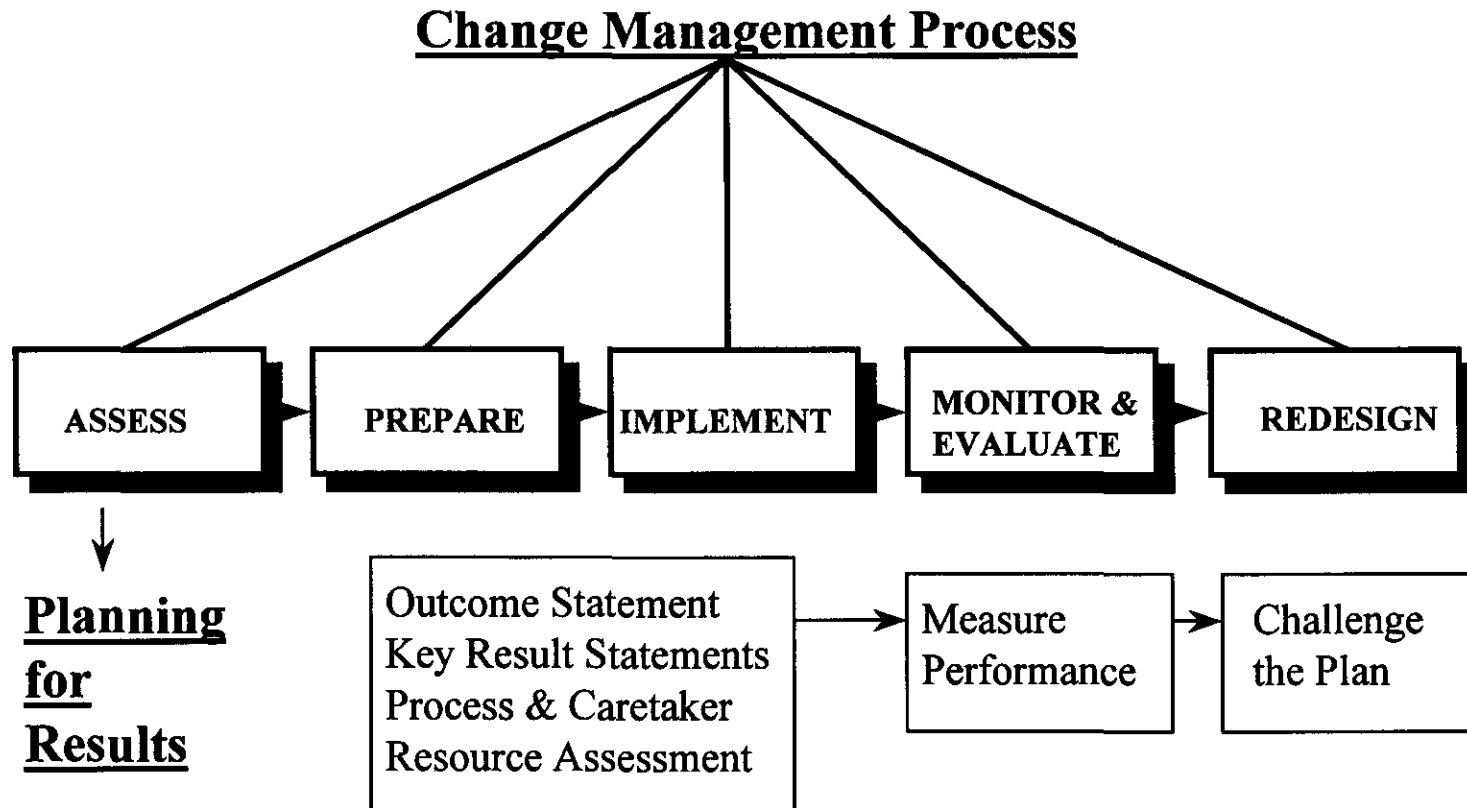 Change Management Process
ASSESS
PREPARE
IMPLEMENT
MONITOR &
EVALUATE
REDESIGN
Planning
for
Results
Outcome Statement
Key Result Statements
Process & Caretaker
Resource Assessment
Measure
Performance
Challenge
the Plan